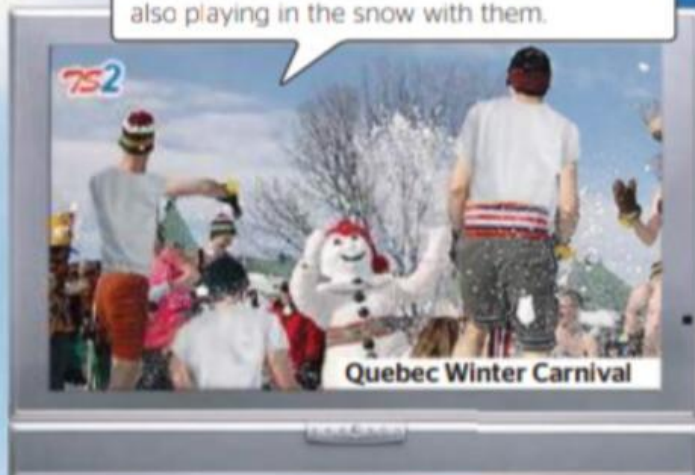 also playing in the snow with them.
TS2
Quebec Winter Carnival